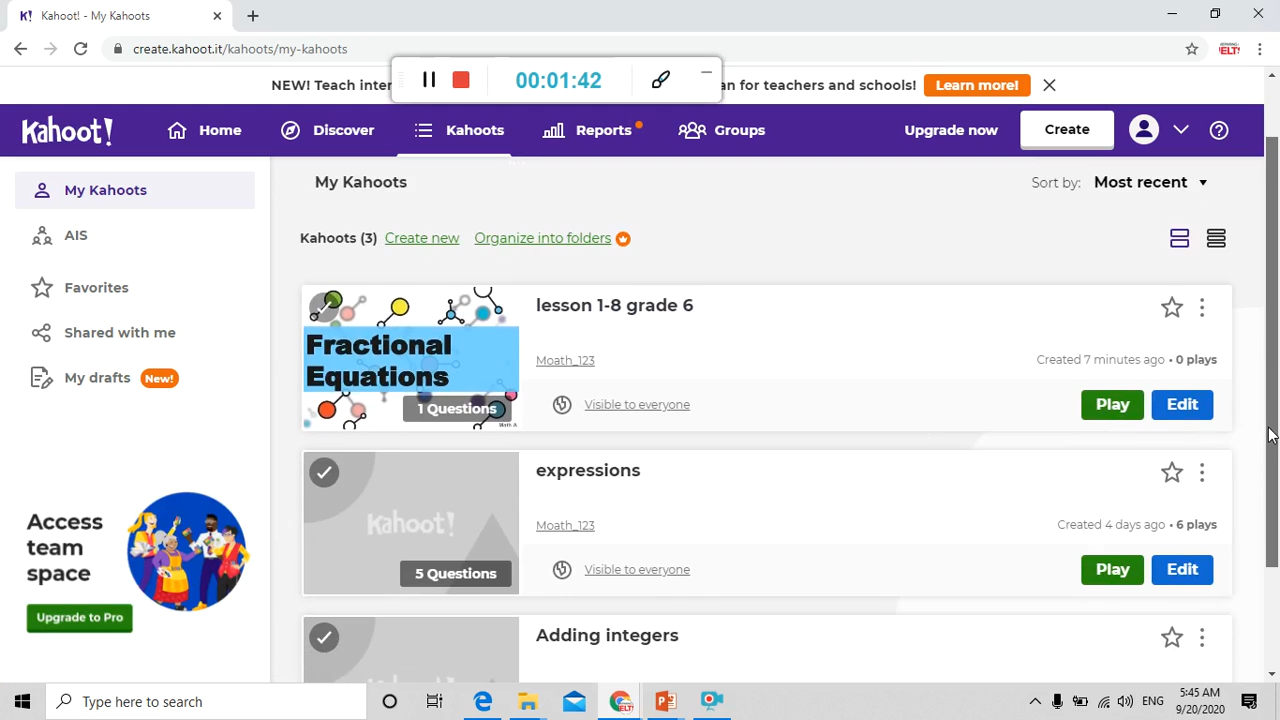 Kahoot! - My Kahoots
create.kahoot.it/kahoots/my-kahoots
00:01:42
NEW! Teach inter
an for teachers and schools!
Learn more!
Kahoot!
Home
Discover
Kahoots
Reports
Groups
Upgrade now
Create
My Kahoots
AIS
Favorites
Shared with me
My drafts
New!
Access
team
space
Upgrade to Pro
My Kahoots
Sort by: Most recent
Kahoots (3) Create new Organize into folders
Fractional
Equations
1 Questions
Math A
lesson 1-8 grade 6
Moath_123
Created 7 minutes ago • 0 plays
Visible to everyone
Play
Edit
Kahoot!
5 Questions
expressions
Moath_123
Created 4 days ago • 6 plays
Visible to everyone
Play
Edit
Adding integers
Type here to search
ENG
5:45 AM
9/20/2020